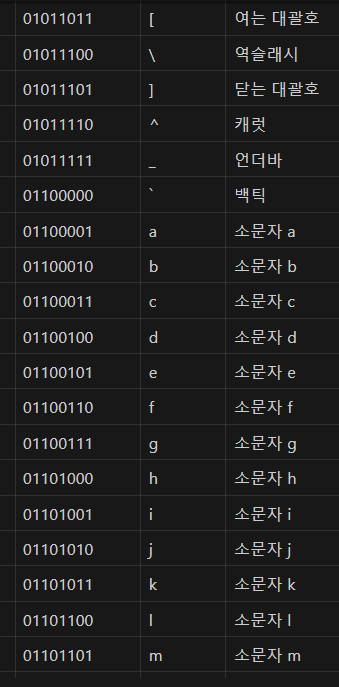 01011011 [ 여는 대괄호
01011100 \ 역슬래시
01011101 ] 닫는 대괄호
01011110 ^ 캐럿
01011111 _ 언더바
01100000 ` 백틱
01100001 a 소문자 a
01100010 b 소문자 b
01100011 c 소문자 c
01100100 d 소문자 d
01100101 e 소문자 e
01100110 f 소문자 f
01100111 g 소문자 g
01101000 h 소문자 h
01101001 i 소문자 i
01101010 j 소문자 j
01101011 k 소문자 k
01101100 l 소문자 l
01101101 m 소문자 m